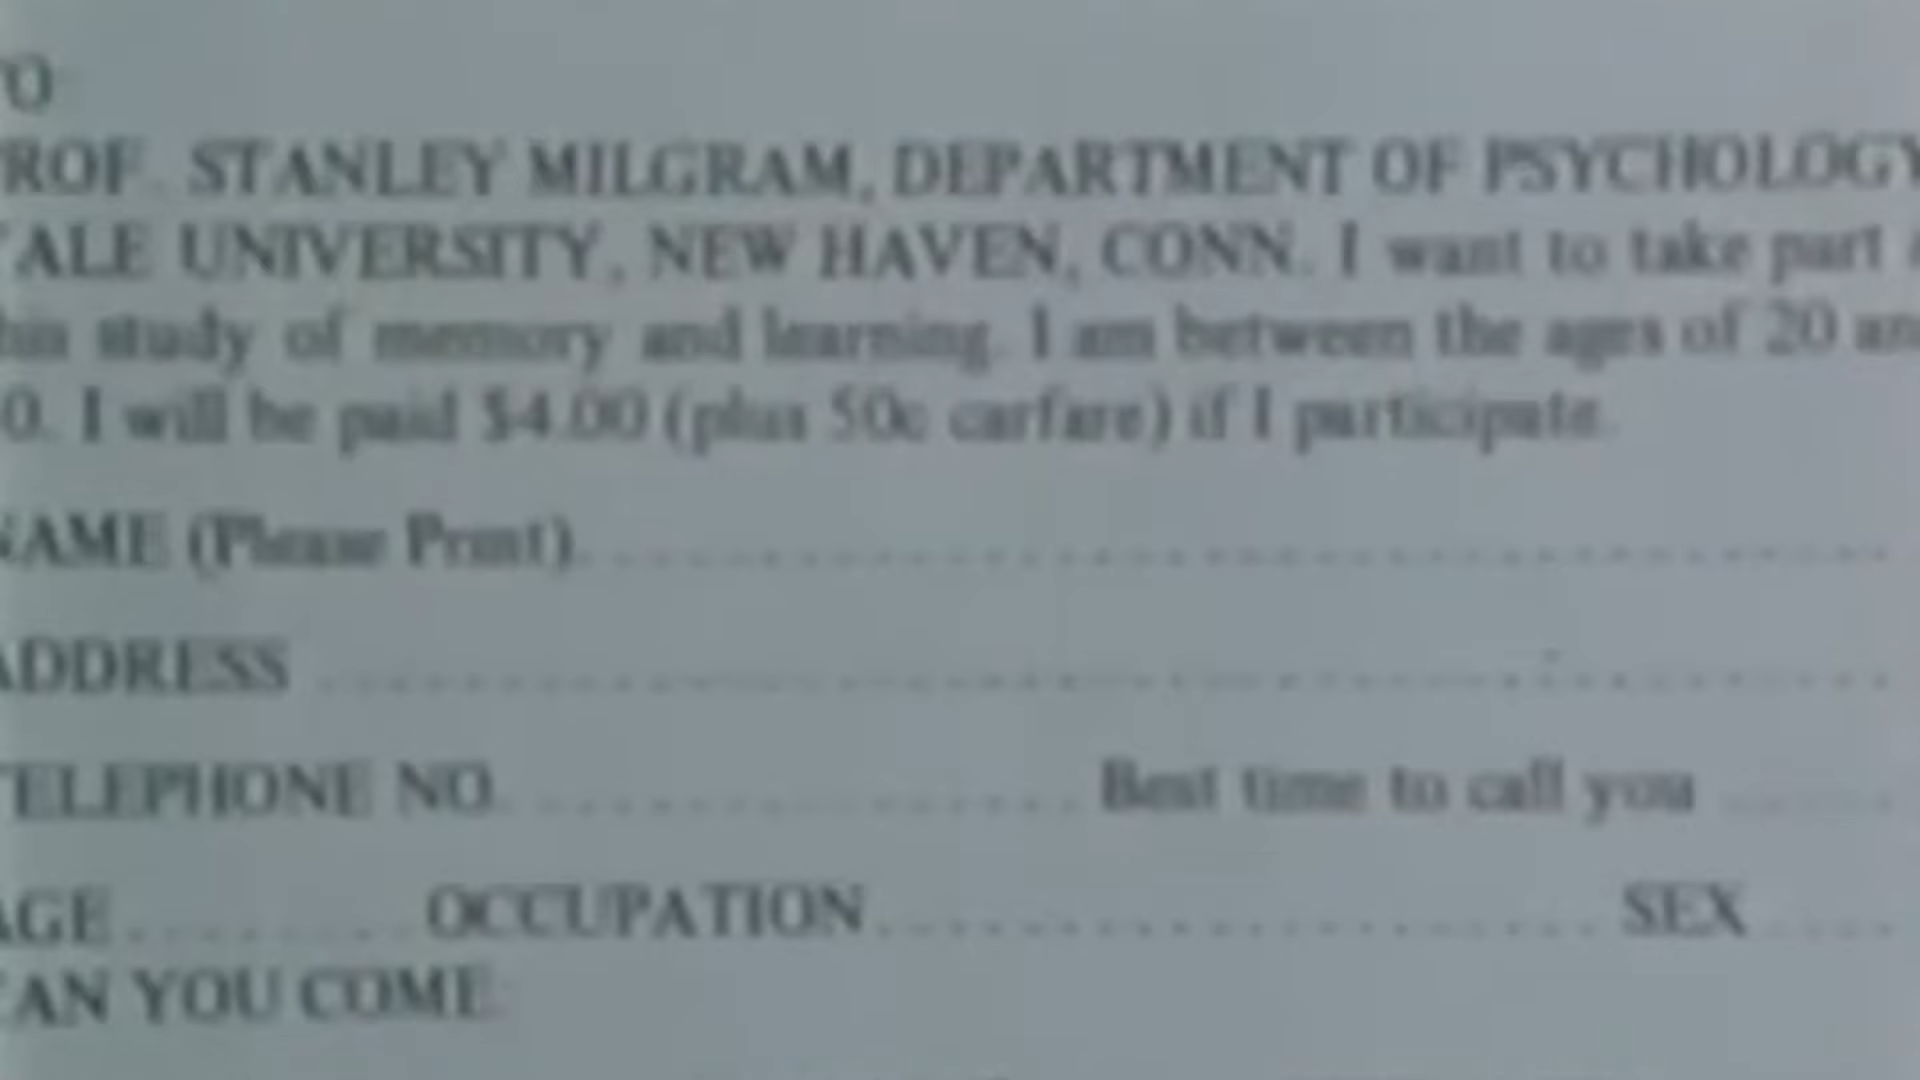 TO
PROF. STANLEY MILGRAM, DEPARTMENT OF PSYCHOLOGY
YALE UNIVERSITY, NEW HAVEN, CONN. I want to take part
this study of memory and learning. I am between the ages of 20 an
0. I will be paid $4.00 (plus 50c carfare) if I participate.
NAME (Please Print)
ADDRESS
TELEPHONE NO. Best time to call you
AGE OCCUPATION SEX
CAN YOU COME